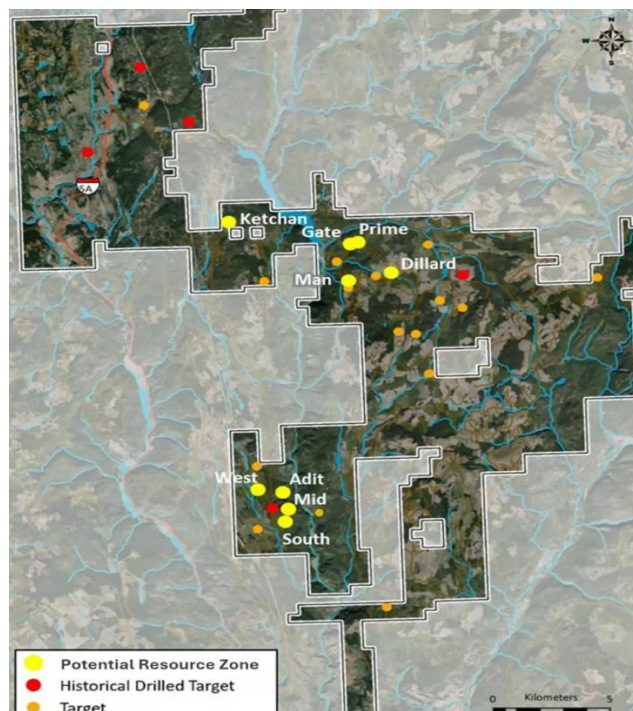 N
W E
S
5A
Ketchan
Gate Prime
Dillard
Man
West Adit
Mid
South
Potential Resource Zone
Historical Drilled Target
Target
Kilometers
0 5